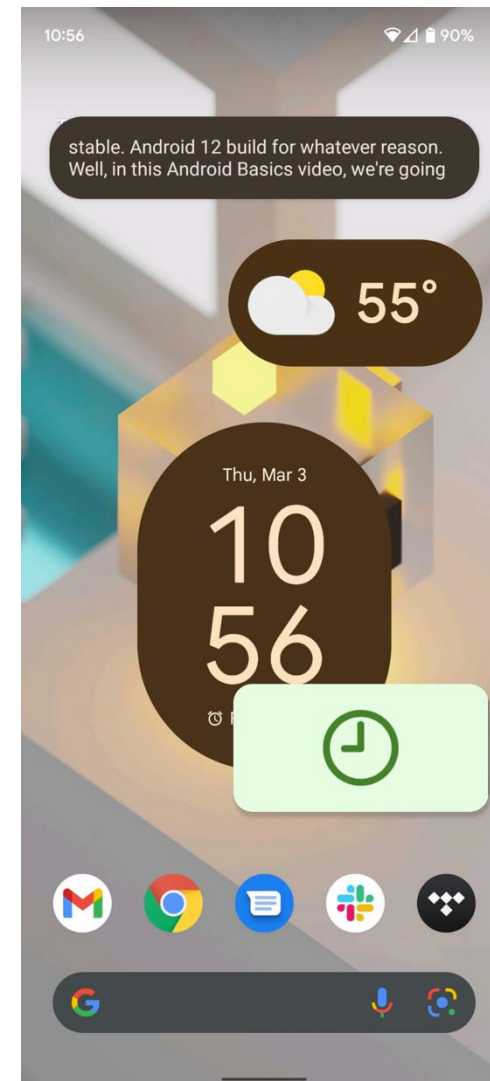 10:56
90%
stable. Android 12 build for whatever reason.
Well, in this Android Basics video, we're going
55°
Thu, Mar 3
10
56